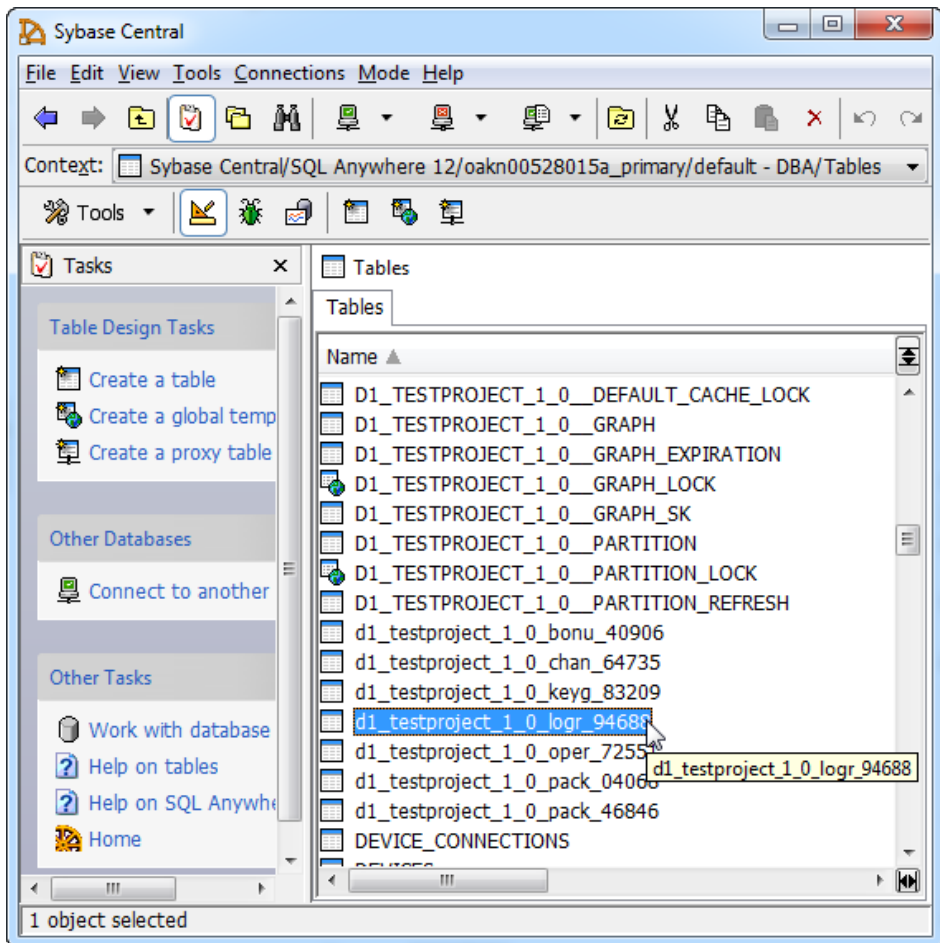 Sybase Central
File Edit View Tools Connections Mode Help
Context: Sybase Central/SQL Anywhere 12/oakn00528015a_primary/default - DBA/Tables
Tools
Tasks
Table Design Tasks
Create a table
Create a global temp
Create a proxy table
Other Databases
Connect to another
Other Tasks
Work with database
Help on tables
Help on SQL Anywhe
Home
Tables
Tables
Name
D1_TESTPROJECT_1_0__DEFAULT_CACHE_LOCK
D1_TESTPROJECT_1_0__GRAPH
D1_TESTPROJECT_1_0__GRAPH_EXPIRATION
D1_TESTPROJECT_1_0__GRAPH_LOCK
D1_TESTPROJECT_1_0__GRAPH_SK
D1_TESTPROJECT_1_0__PARTITION
D1_TESTPROJECT_1_0__PARTITION_LOCK
D1_TESTPROJECT_1_0__PARTITION_REFRESH
d1_testproject_1_0_bonu_40906
d1_testproject_1_0_chan_64735
d1_testproject_1_0_keyg_83209
d1_testproject_1_0_logr_94688
d1_testproject_1_0_logr_94688
d1_testproject_1_0_pack_46846
DEVICE_CONNECTIONS
1 object selected